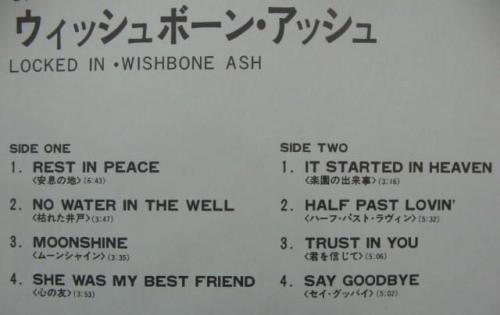 ウィッシュボーン・アッシュ
LOCKED IN・WISHBONE ASH
SIDE ONE
1. REST IN PEACE
〈安息の地〉(6:43)
2. NO WATER IN THE WELL
〈枯れた井戸〉(3:47)
3. MOONSHINE
〈ムーンシャイン〉(3:35)
4. SHE WAS MY BEST FRIEND
〈心の友〉(3:53)
SIDE TWO
1. IT STARTED IN HEAVEN
〈楽園の出来事〉(3:16)
2. HALF PAST LOVIN'
〈ハーフ・パスト・ラヴィン〉(5:32)
3. TRUST IN YOU
〈君を信じて〉(5:06)
4. SAY GOODBYE
〈セイ・グッバイ〉(5:02)